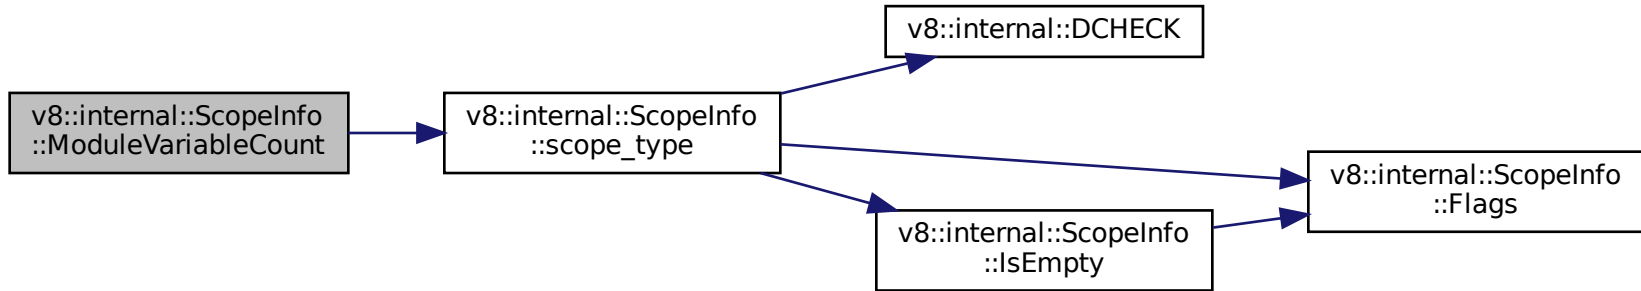 v8::internal::ScopeInfo
::ModuleVariableCount
v8::internal::ScopeInfo
::scope_type
v8::internal::DCHECK
v8::internal::ScopeInfo
::IsEmpty
v8::internal::ScopeInfo
::Flags